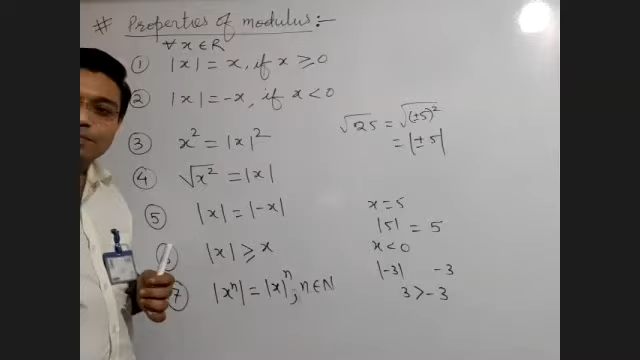 # Properties of modulus:-
∀ x ∈ R
① |x| = x, if x ≥ 0
② |x| = -x, if x < 0
③ x² = |x|²
④ √x² = |x|
⑤ |x| = |-x|
|x| ≥ x
7 |xⁿ| = |x|ⁿ; n ∈ N
√25 = √(±5)²
= |±5|
x = 5
|5| = 5
x < 0
|-3| -3
3 > -3